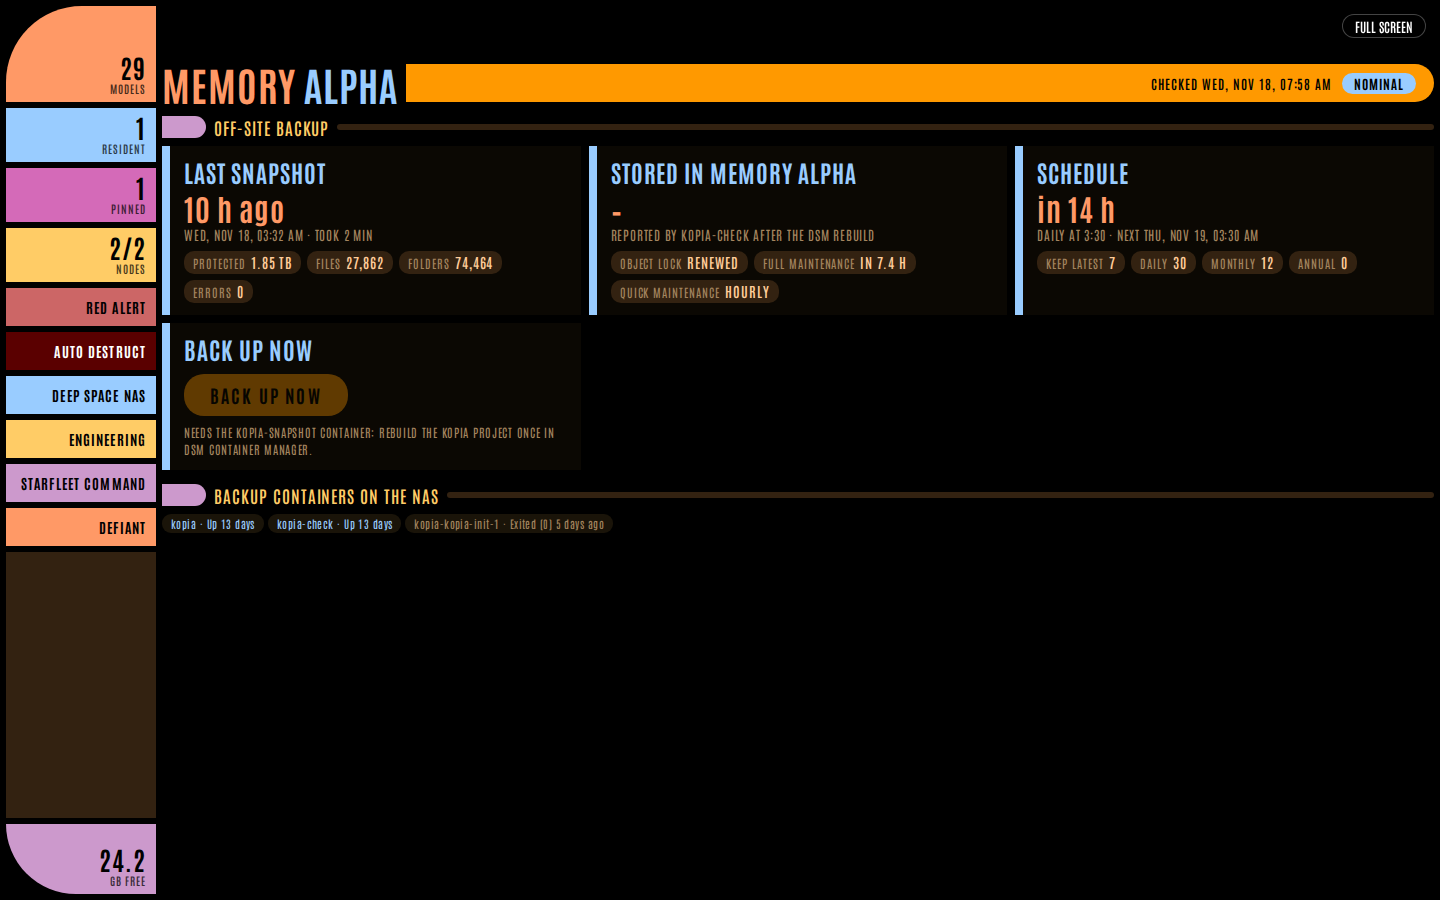 29
MODELS
1
RESIDENT
1
PINNED
2/2
NODES
RED ALERT
AUTO DESTRUCT
DEEP SPACE NAS
ENGINEERING
STARFLEET COMMAND
DEFIANT
24.2
GB FREE
FULL SCREEN
MEMORY ALPHA
CHECKED WED, NOV 18, 07:58 AM NOMINAL
OFF-SITE BACKUP
LAST SNAPSHOT
10 h ago
WED, NOV 18, 03:32 AM · TOOK 2 MIN
PROTECTED 1.85 TB FILES 27,862 FOLDERS 74,464
ERRORS 0
STORED IN MEMORY ALPHA
-
REPORTED BY KOPIA-CHECK AFTER THE DSM REBUILD
OBJECT LOCK RENEWED FULL MAINTENANCE IN 7.4 H
QUICK MAINTENANCE HOURLY
SCHEDULE
in 14 h
DAILY AT 3:30 · NEXT THU, NOV 19, 03:30 AM
KEEP LATEST 7 DAILY 30 MONTHLY 12 ANNUAL 0
BACK UP NOW
BACK UP NOW
NEEDS THE KOPIA-SNAPSHOT CONTAINER: REBUILD THE KOPIA PROJECT ONCE IN
DSM CONTAINER MANAGER.
BACKUP CONTAINERS ON THE NAS
kopia · Up 13 days kopia-check · Up 13 days kopia-kopia-init-1 · Exited (0) 5 days ago